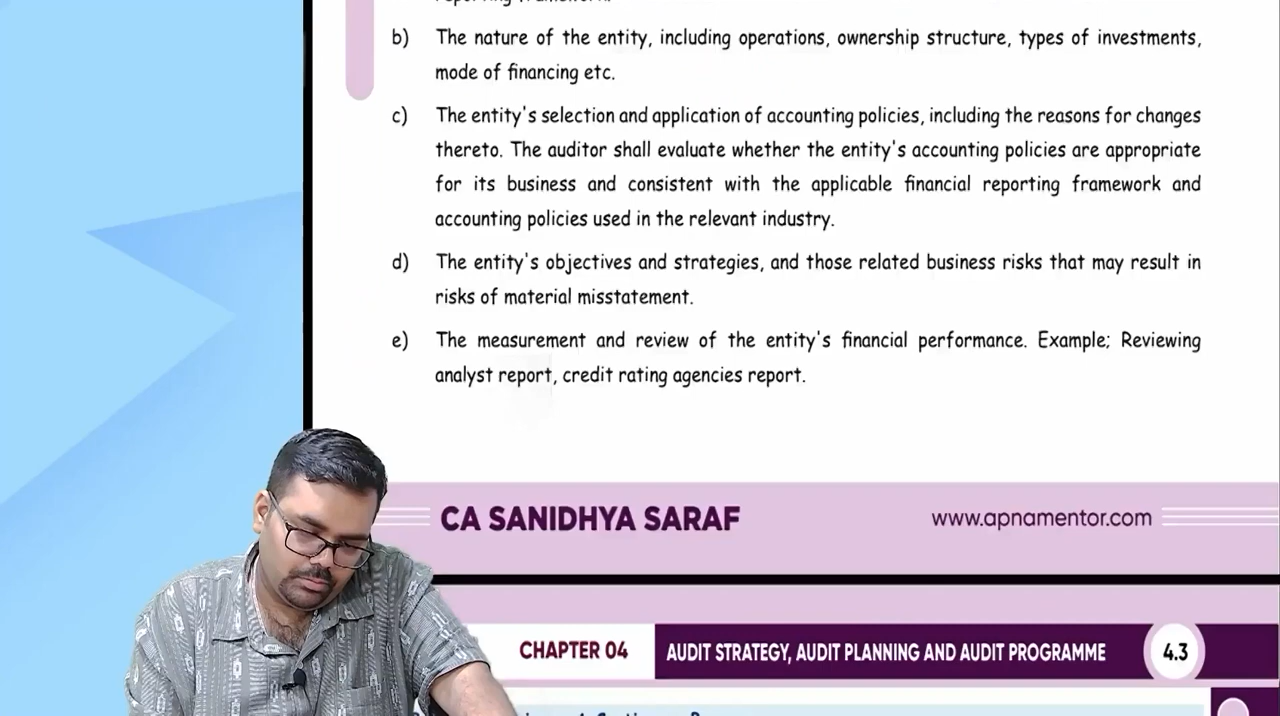 reporting framework.
b) The nature of the entity, including operations, ownership structure, types of investments,
mode of financing etc.
c) The entity's selection and application of accounting policies, including the reasons for changes
thereto. The auditor shall evaluate whether the entity's accounting policies are appropriate
for its business and consistent with the applicable financial reporting framework and
accounting policies used in the relevant industry.
d) The entity's objectives and strategies, and those related business risks that may result in
risks of material misstatement.
e) The measurement and review of the entity's financial performance. Example; Reviewing
analyst report, credit rating agencies report.
CA SANIDHYA SARAF
www.apnamentor.com
CHAPTER 04
AUDIT STRATEGY, AUDIT PLANNING AND AUDIT PROGRAMME
4.3